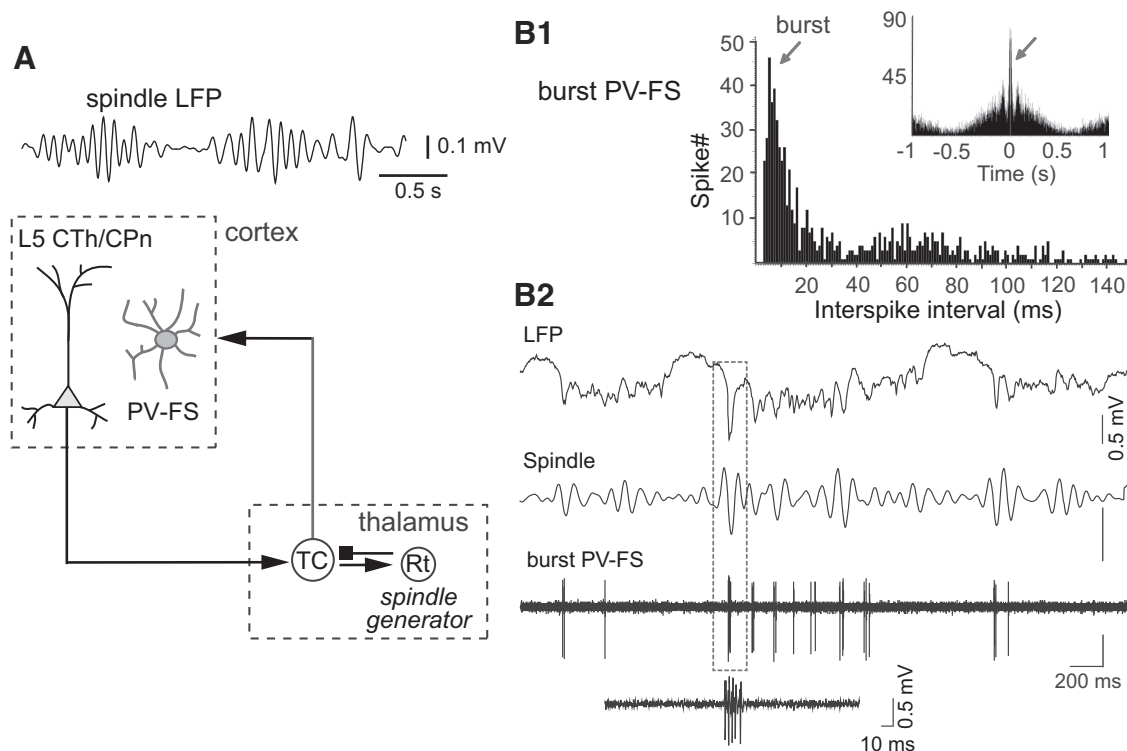 A
spindle LFP
0.1 mV
0.5 s
L5 CTh/CPn
cortex
PV-FS
thalamus
TC
Rt
spindle
generator
B1
burst PV-FS
burst
Spike#
50
40
30
20
10
20 40 60 80 100 120 140
Interspike interval (ms)
90
45
-1 -0.5 0 0.5 1
Time (s)
B2
LFP
0.5 mV
Spindle
burst PV-FS
200 ms
0.5 mV
10 ms